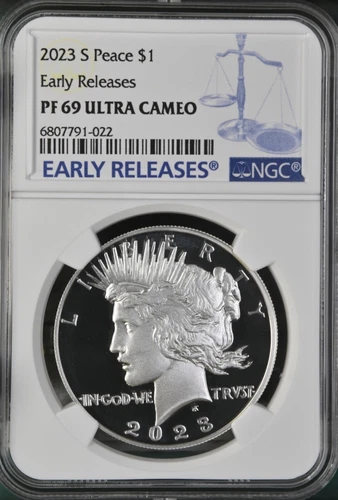 2023 S Peace $1
Early Releases
PF 69 ULTRA CAMEO
6807791-022
EARLY RELEASES®
NGC®
LIBERTY
IN·GOD·WE TRVST
2023